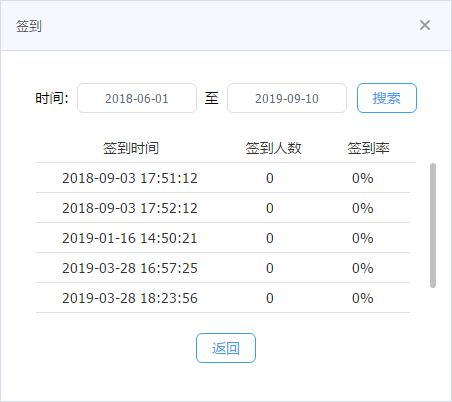 签到
时间: 2018-06-01 至 2019-09-10 搜索
签到时间 签到人数 签到率
2018-09-03 17:51:12 0 0%
2018-09-03 17:52:12 0 0%
2019-01-16 14:50:21 0 0%
2019-03-28 16:57:25 0 0%
2019-03-28 18:23:56 0 0%
返回